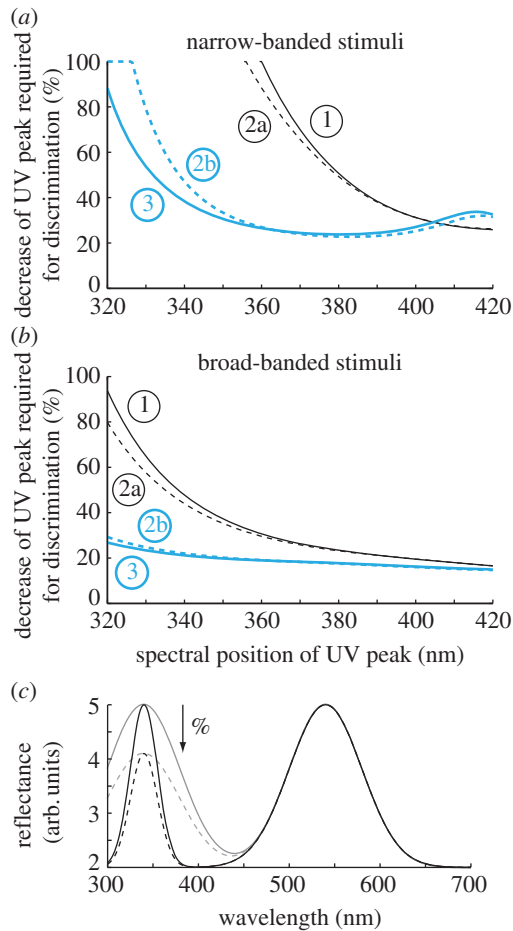 (a)
narrow-banded stimuli
decrease of UV peak required
for discrimination (%)
100
80
60
40
20
0
1
2a
2b
3
320 340 360 380 400 420
(b)
broad-banded stimuli
decrease of UV peak required
for discrimination (%)
100
80
60
40
20
0
1
2a
2b
3
320 340 360 380 400 420
spectral position of UV peak (nm)
(c)
reflectance
(arb. units)
5
4
3
2
%
300 400 500 600 700
wavelength (nm)